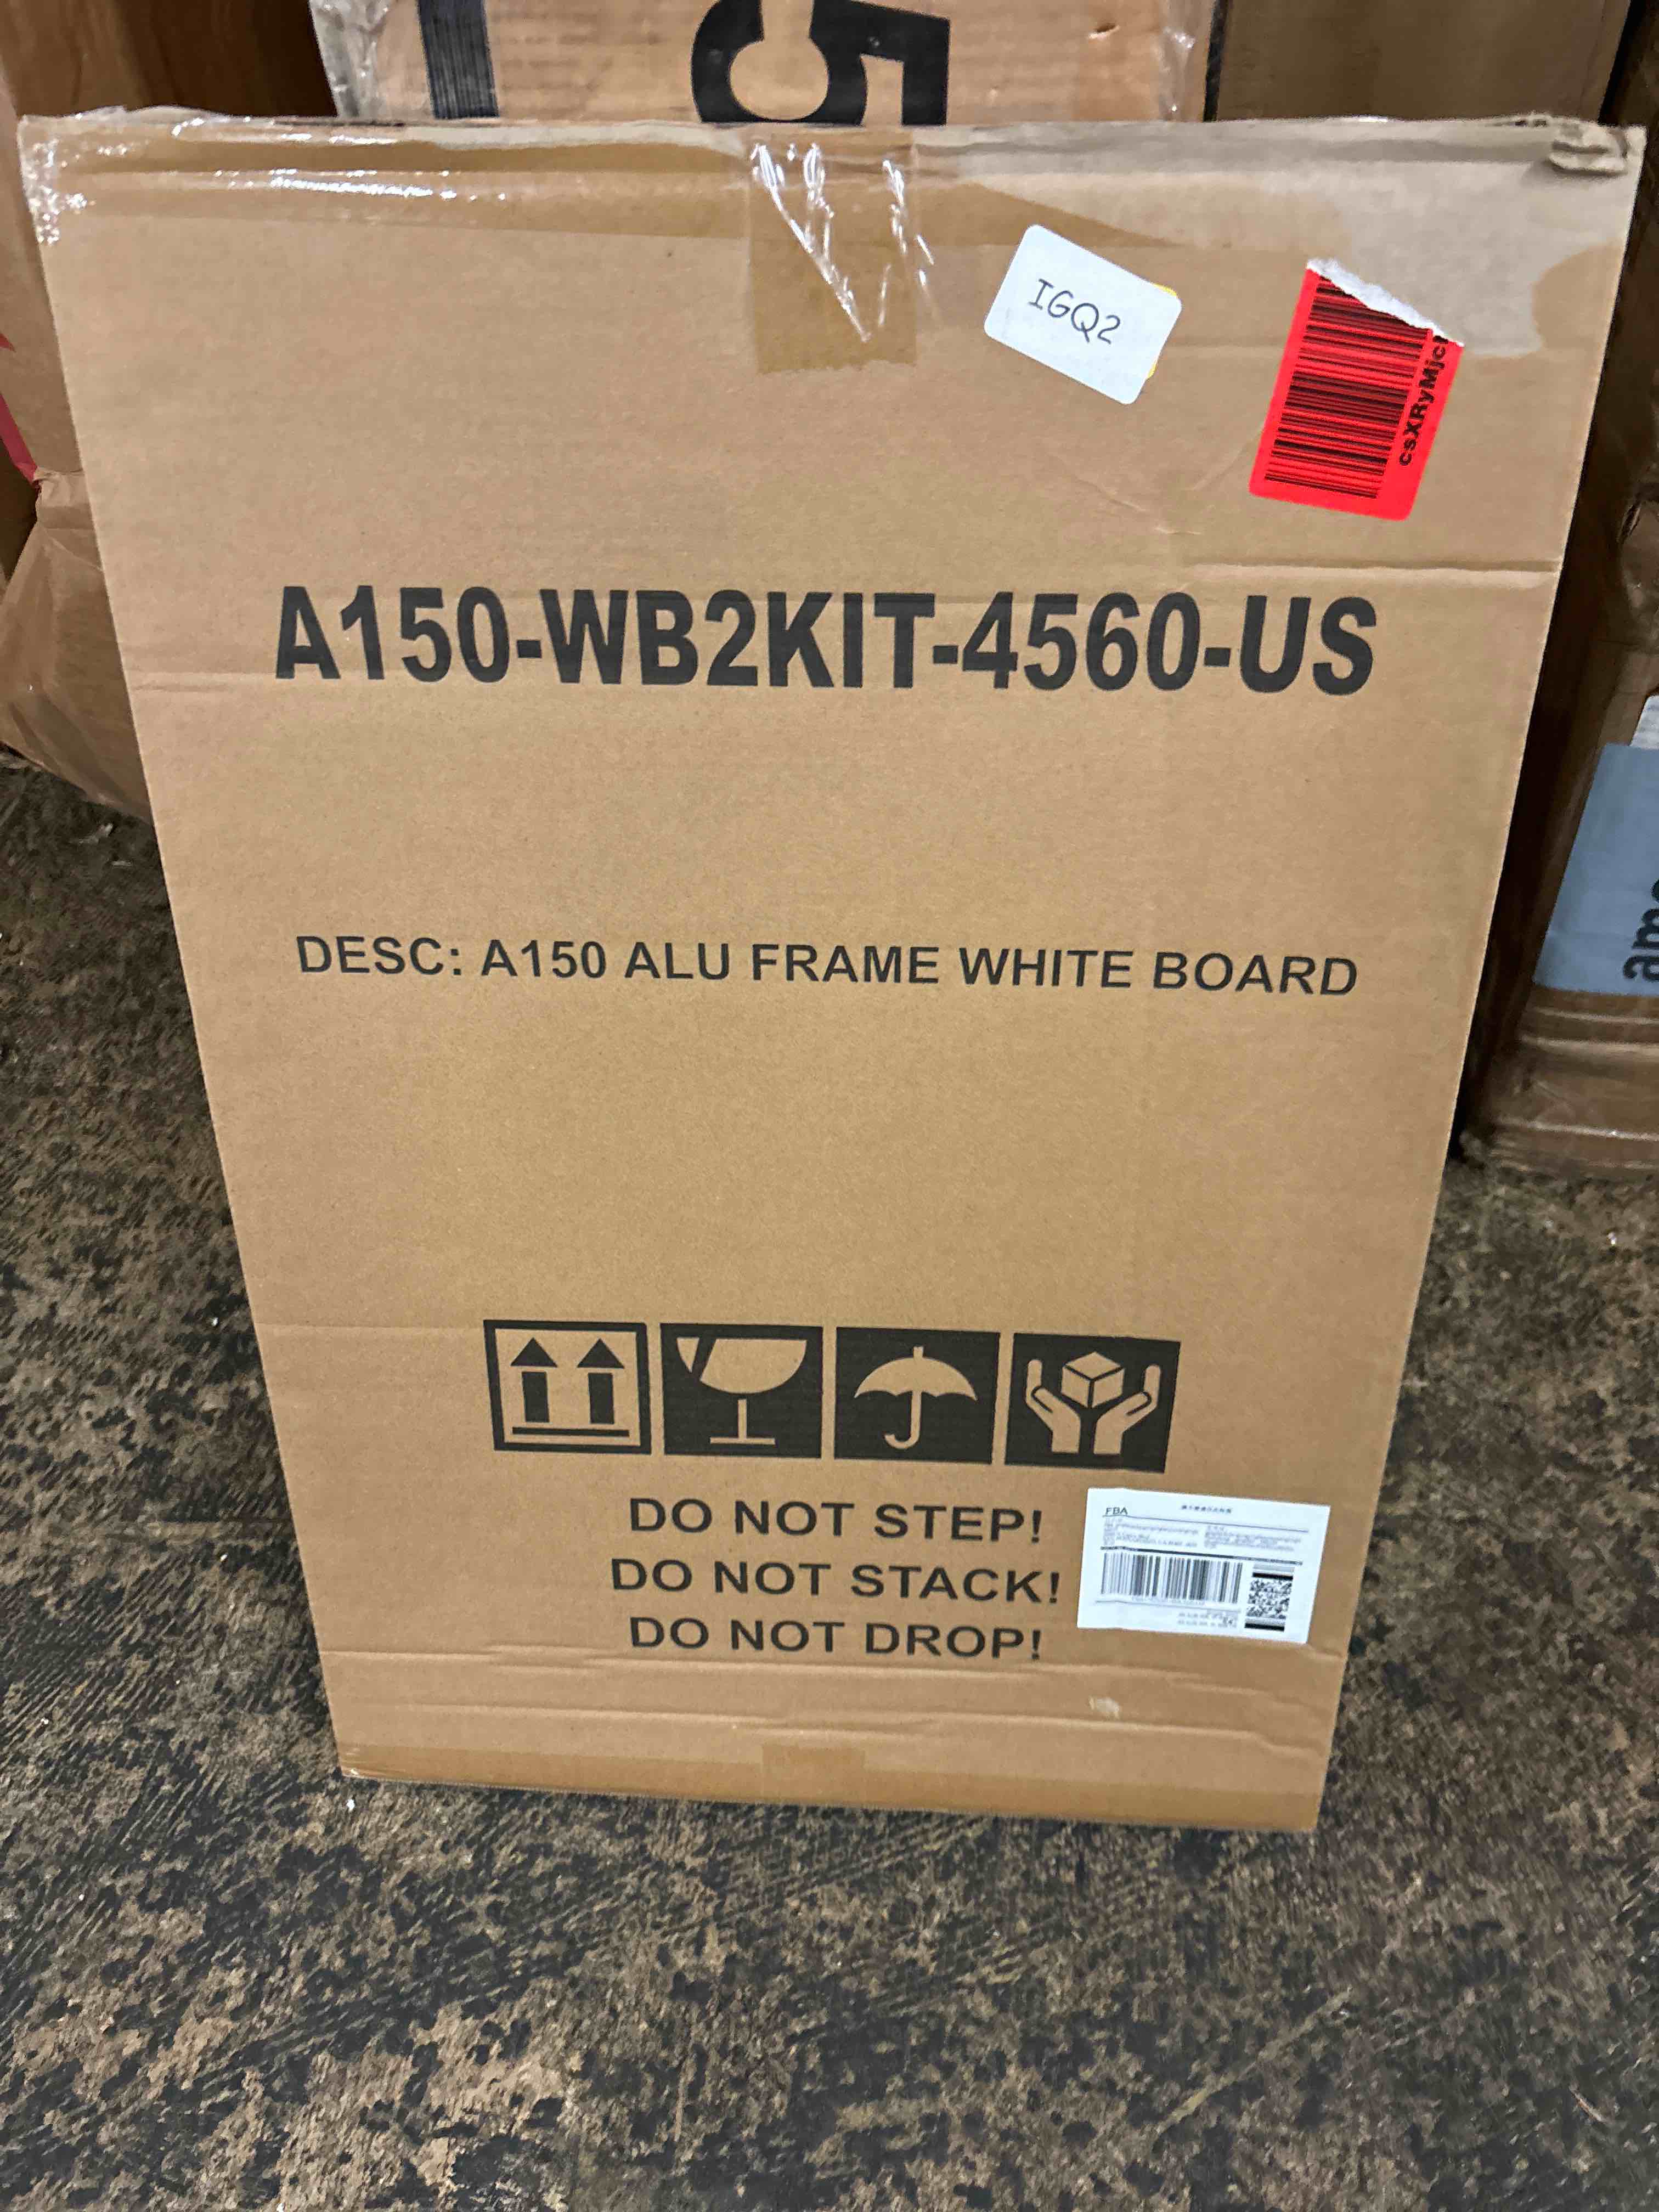 5
IGQ2
csXRyMjc
A150-WB2KIT-4560-US
DESC: A150 ALU FRAME WHITE BOARD
DO NOT STEP!
DO NOT STACK!
DO NOT DROP!
FBA